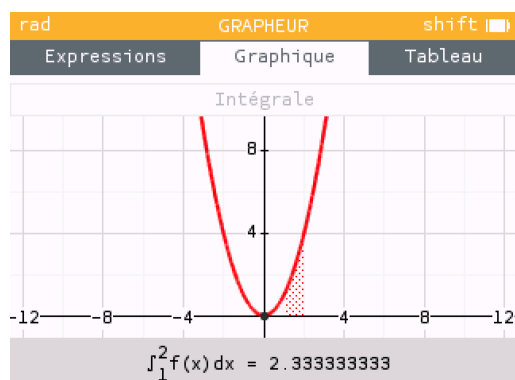 rad GRAPHEUR shift
Expressions Graphique Tableau
Intégrale
8
4
-12 -8 -4 4 8 12
∫₁²f(x)dx = 2.333333333